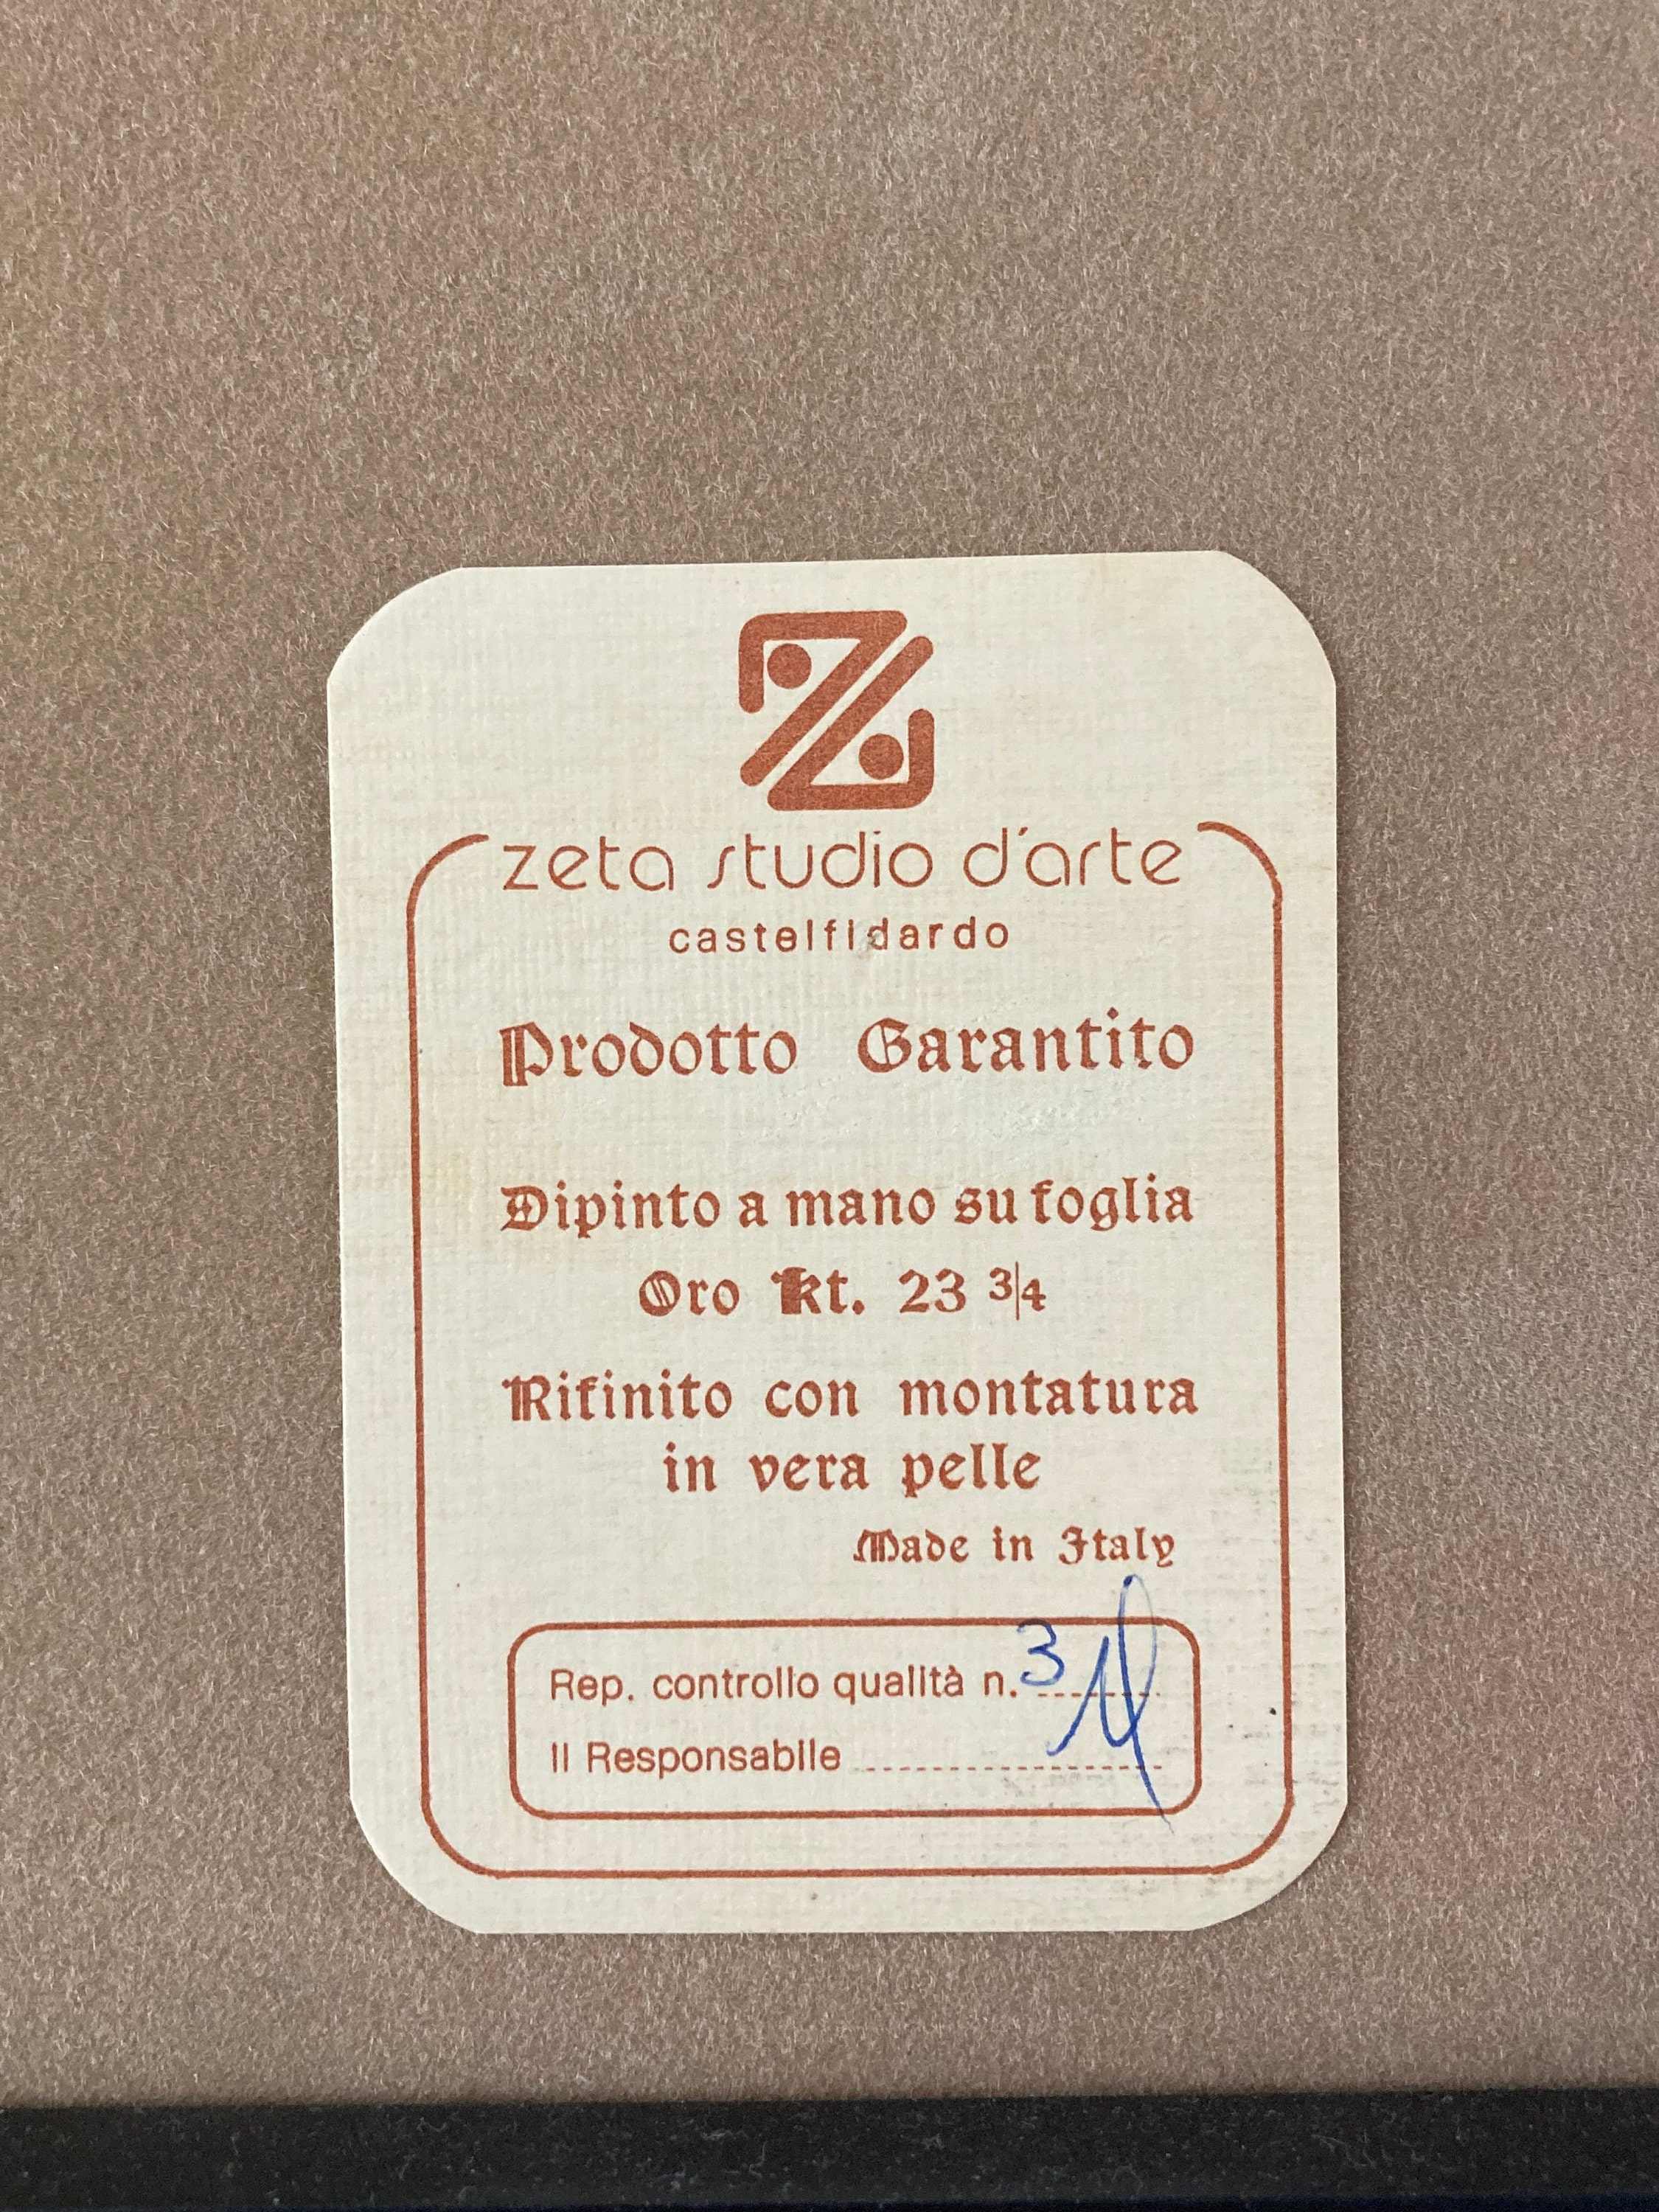 zeta studio d'arte
castelfidardo
Prodotto Garantito
Dipinto a mano su foglia
Oro kt. 23 3/4
Rifinito con montatura
in vera pelle
Made in Italy
Rep. controllo qualità n. 3
Il Responsabile